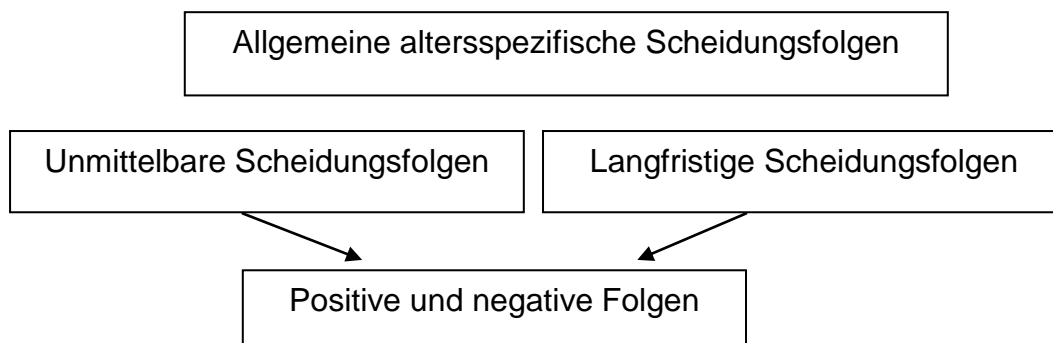 Allgemeine altersspezifische Scheidungsfolgen
Unmittelbare Scheidungsfolgen
Langfristige Scheidungsfolgen
Positive und negative Folgen